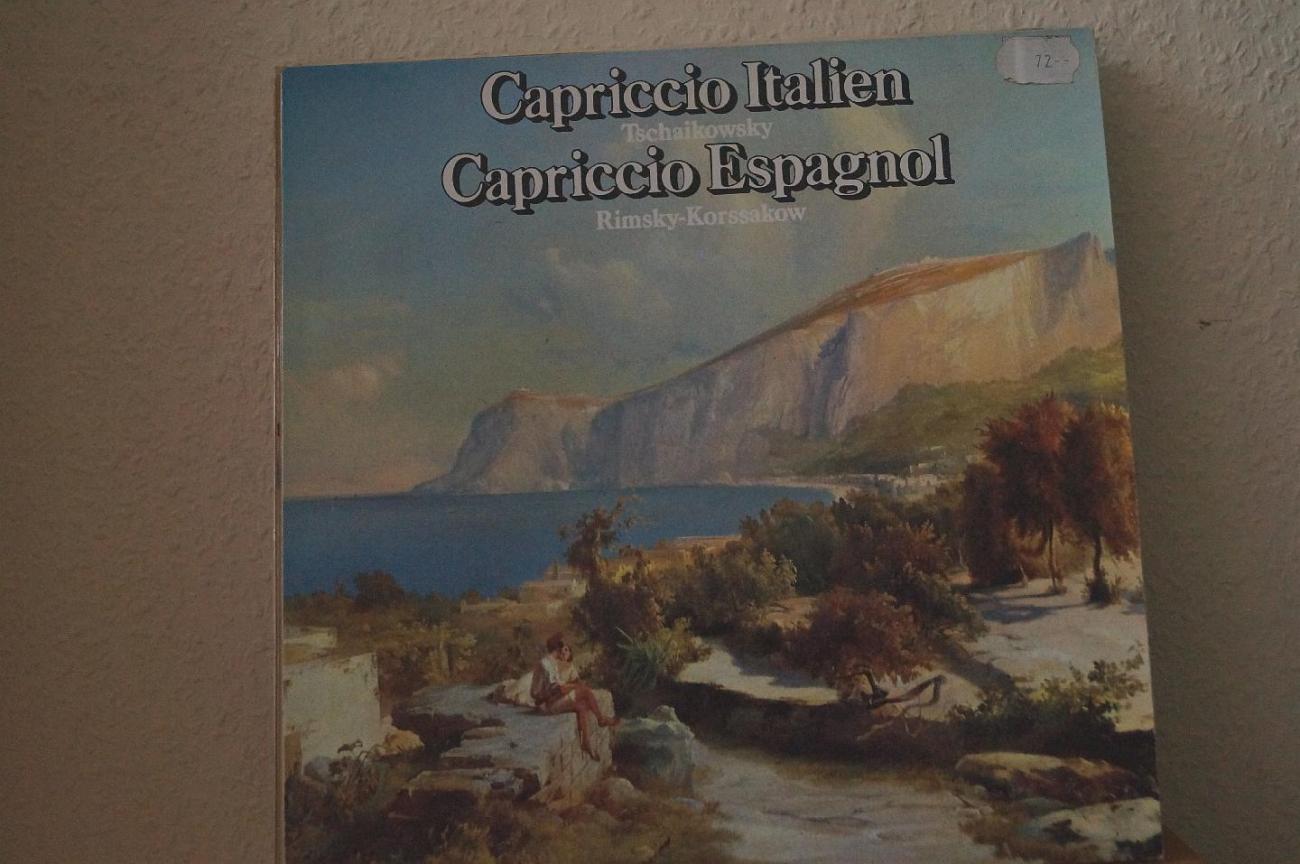 Capriccio Italien
Tschaikowsky
Capriccio Espagnol
Rimsky-Korssakow
72--